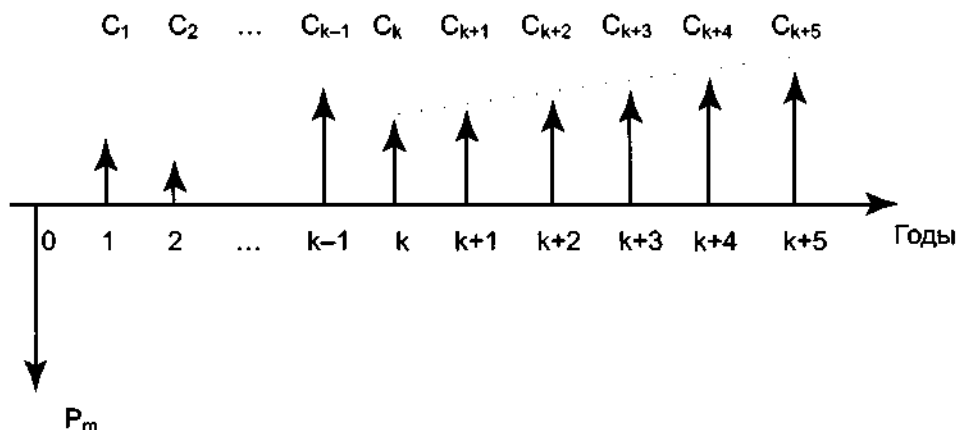 C₁ C₂ ... Cₖ₋₁ Cₖ Cₖ₊₁ Cₖ₊₂ Cₖ₊₃ Cₖ₊₄ Cₖ₊₅
0 1 2 ... k–1 k k+1 k+2 k+3 k+4 k+5 Годы
Pₘ